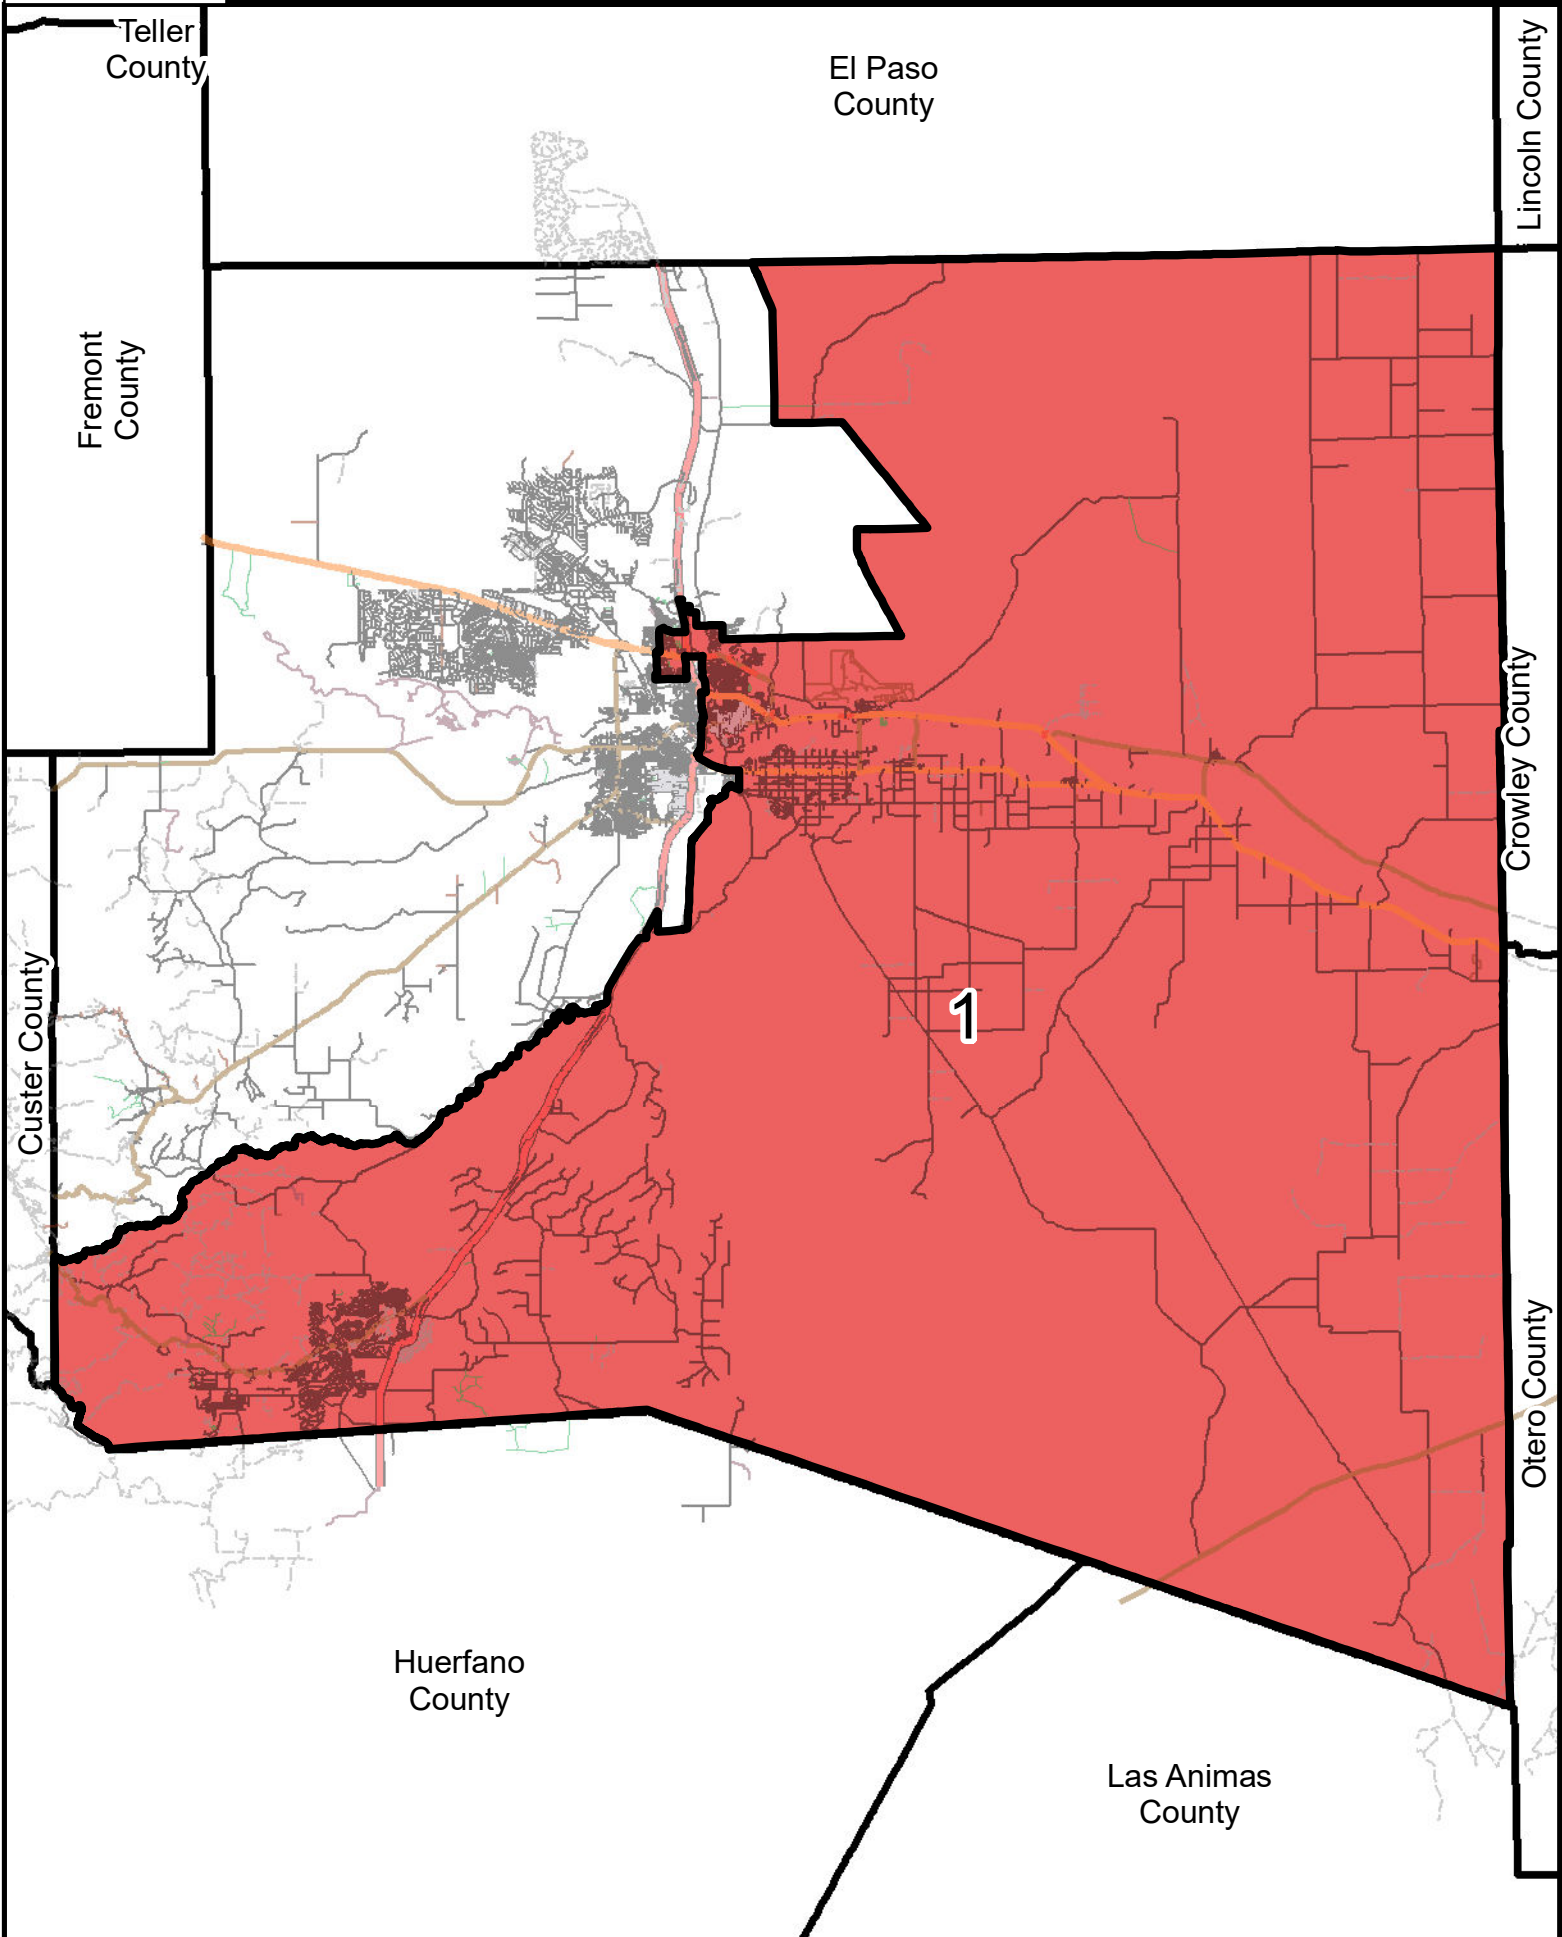 Teller
County
El Paso
County
Lincoln County
Fremont
County
Crowley County
Custer County
1
Otero County
Huerfano
County
Las Animas
County